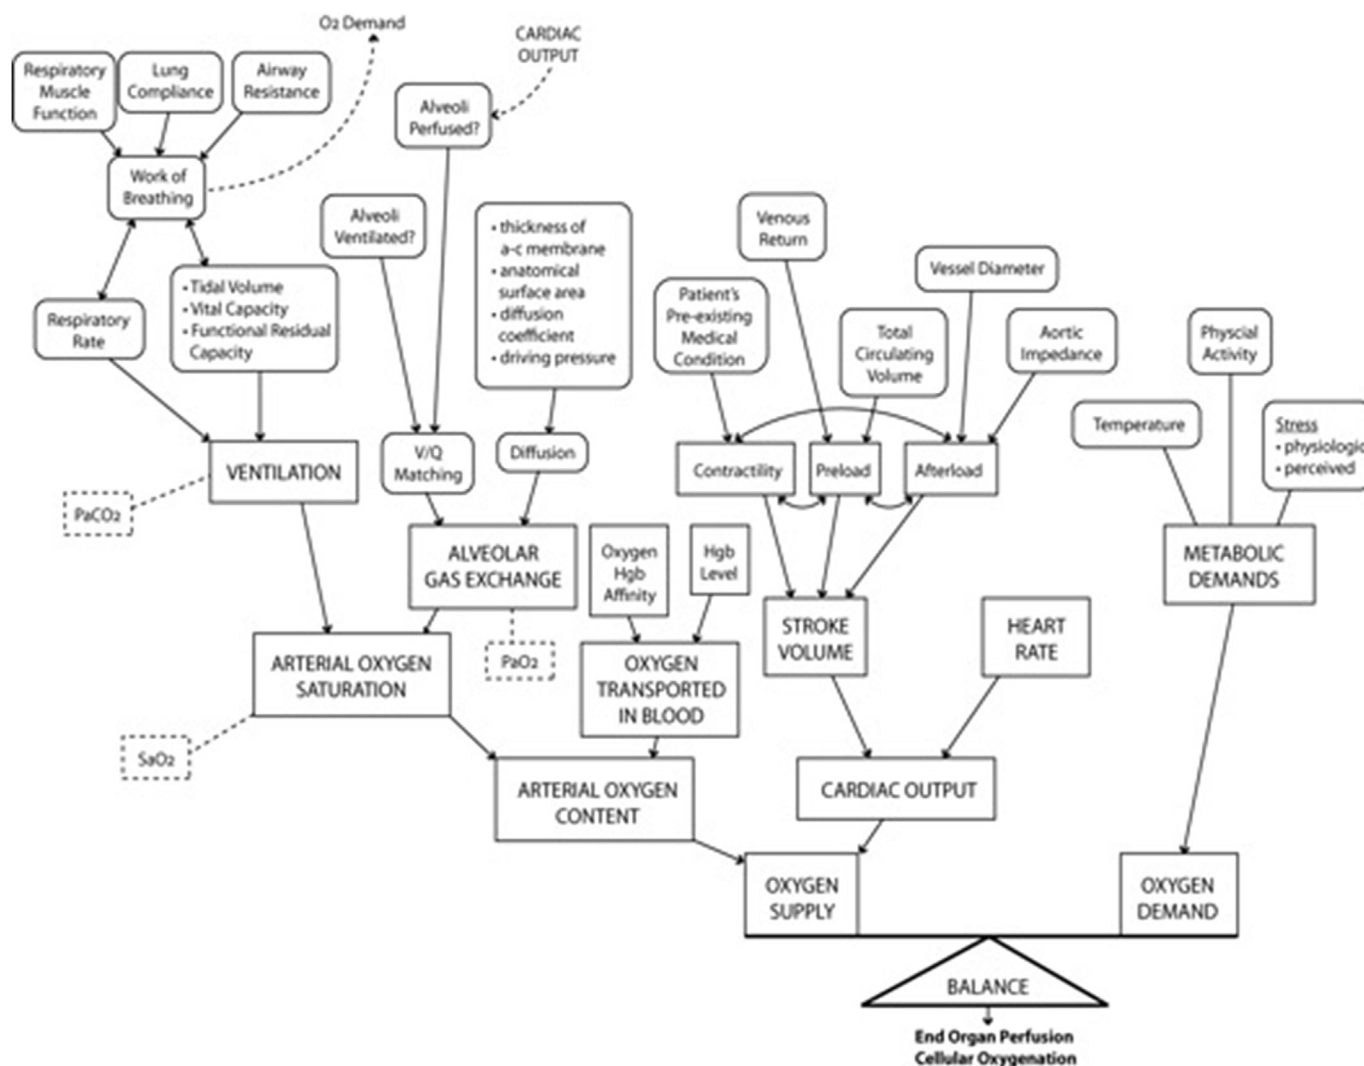 O2 Demand
CARDIAC
OUTPUT
Respiratory
Muscle
Function
Lung
Compliance
Airway
Resistance
Alveoli
Perfused?
Work of
Breathing
Alveoli
Ventilated?
• thickness of
a-c membrane
• anatomical
surface area
• diffusion
coefficient
• driving pressure
Venous
Return
Vessel Diameter
• Tidal Volume
• Vital Capacity
• Functional Residual
Capacity
Respiratory
Rate
Patient's
Pre-existing
Medical
Condition
Total
Circulating
Volume
Aortic
Impedance
Physcial
Activity
Temperature
Stress
• physiologic
• perceived
VENTILATION
V/Q
Matching
Diffusion
Contractility
Preload
Afterload
PaCO2
ALVEOLAR
GAS EXCHANGE
Oxygen
Hgb
Affinity
Hgb
Level
METABOLIC
DEMANDS
STROKE
VOLUME
HEART
RATE
ARTERIAL OXYGEN
SATURATION
PaO2
OXYGEN
TRANSPORTED
IN BLOOD
SaO2
ARTERIAL OXYGEN
CONTENT
CARDIAC OUTPUT
OXYGEN
SUPPLY
OXYGEN
DEMAND
BALANCE
End Organ Perfusion
Cellular Oxygenation